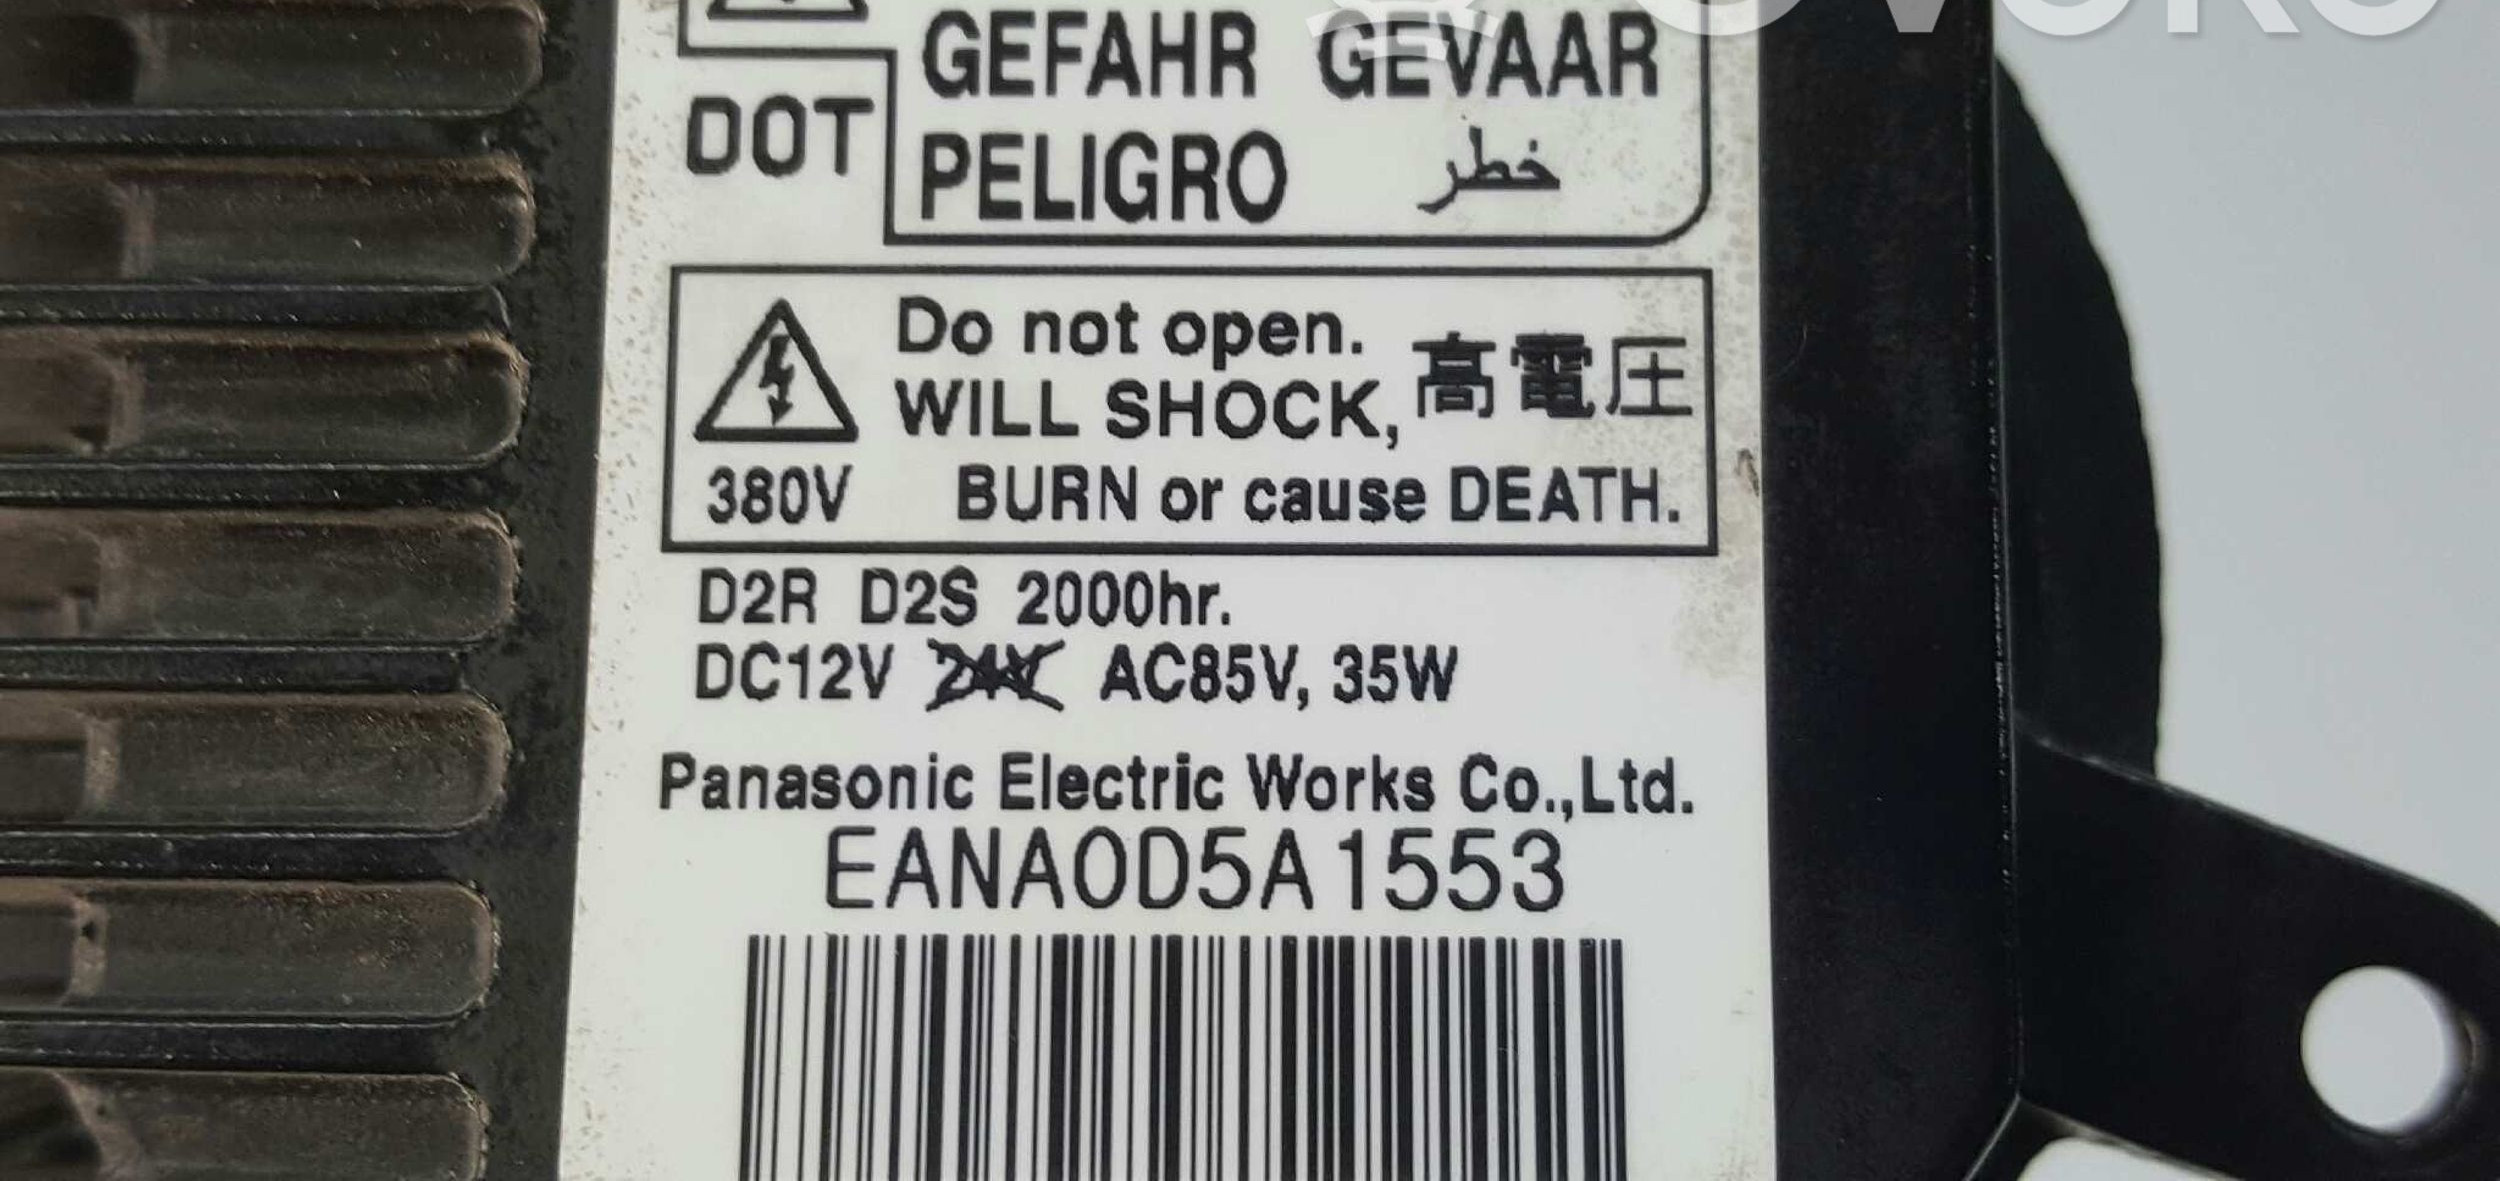 GEFAHR GEVAAR
DOT
PELIGRO خطر
Do not open.
WILL SHOCK, 高電圧
380V BURN or cause DEATH.
D2R D2S 2000hr.
DC12V 24V AC85V, 35W
Panasonic Electric Works Co.,Ltd.
EANA0D5A1553